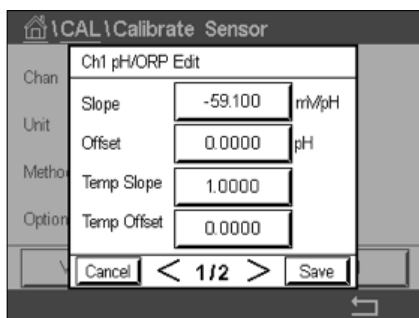 \CAL\Calibrate Sensor
Ch1 pH/ORP Edit
Chan
Slope -59.100 mV/pH
Unit
Offset 0.0000 pH
Temp Slope 1.0000
Option
Temp Offset 0.0000
Cancel < 1/2 > Save